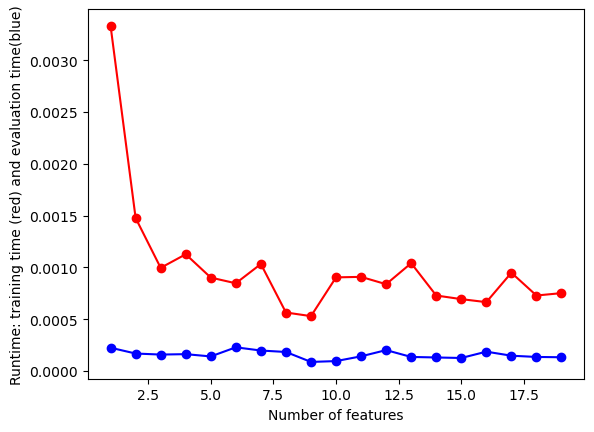 Runtime: training time (red) and evaluation time(blue)
0.0030
0.0025
0.0020
0.0015
0.0010
0.0005
0.0000
2.5 5.0 7.5 10.0 12.5 15.0 17.5
Number of features